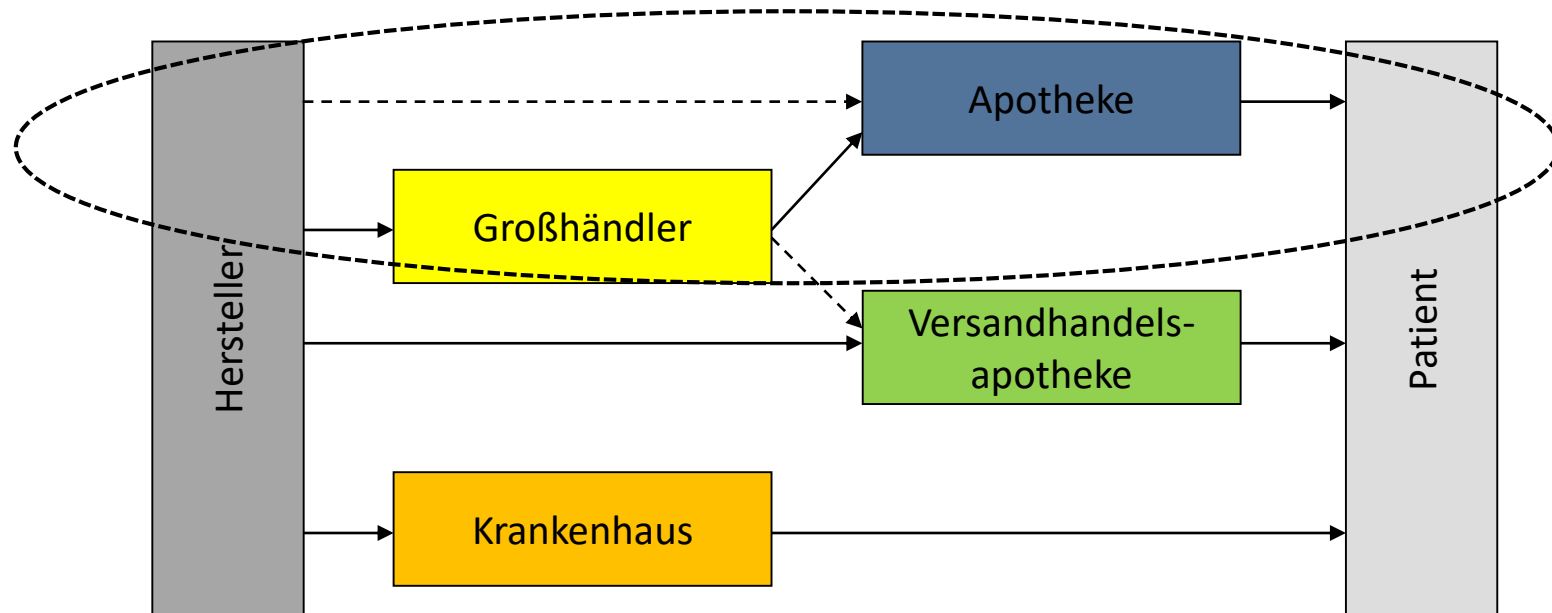 Hersteller
Apotheke
Großhändler
Versandhandels-
apotheke
Krankenhaus
Patient